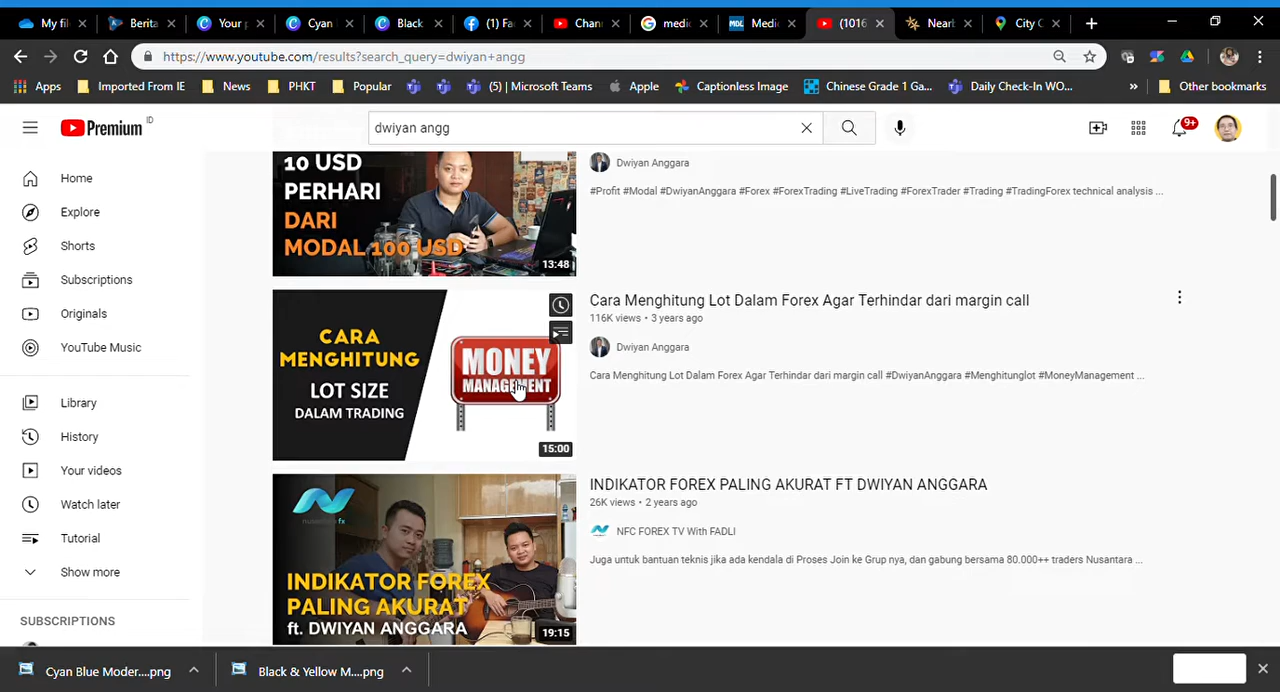 My fil
Berita
Your p
Cyan
Black
(1) Fac
Chan
medic
MDL Medic
(1016
Nearb
City C
https://www.youtube.com/results?search_query=dwiyan+angg
Apps
Imported From IE
News
PHKT
Popular
(5) | Microsoft Teams
Apple
Captionless Image
Chinese Grade 1 Ga...
Daily Check-In WO...
»
Other bookmarks
Premium ID
dwiyan angg
9+
Home
Explore
Shorts
Subscriptions
Originals
YouTube Music
Library
History
Your videos
Watch later
Tutorial
Show more
SUBSCRIPTIONS
10 USD
PERHARI
DARI
MODAL 100 USD
13:48
Dwiyan Anggara
#Profit #Modal #DwiyanAnggara #Forex #ForexTrading #LiveTrading #ForexTrader #Trading #TradingForex technical analysis ...
CARA
MENGHITUNG
LOT SIZE
DALAM TRADING
MONEY
MANAGEMENT
15:00
Cara Menghitung Lot Dalam Forex Agar Terhindar dari margin call
116K views • 3 years ago
Dwiyan Anggara
Cara Menghitung Lot Dalam Forex Agar Terhindar dari margin call #DwiyanAnggara #Menghitunglot #MoneyManagement ...
INDIKATOR FOREX
PALING AKURAT
ft. DWIYAN ANGGARA
19:15
INDIKATOR FOREX PALING AKURAT FT DWIYAN ANGGARA
26K views • 2 years ago
NFC FOREX TV With FADLI
Juga untuk bantuan teknis jika ada kendala di Proses Join ke Grup nya, dan gabung bersama 80.000++ traders Nusantara ...
Cyan Blue Moder....png
Black & Yellow M....png